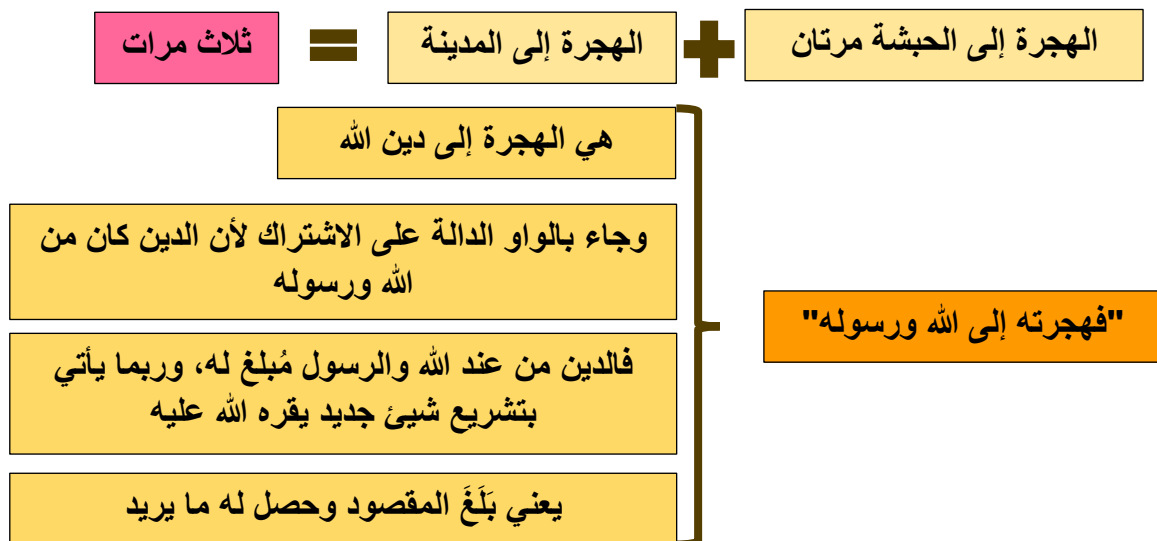 الهجرة إلى الحبشة مرتان
الهجرة إلى المدينة
ثلاث مرات
"فهجرته إلى الله ورسوله"
هي الهجرة إلى دين الله
وجاء بالواو الدالة على الاشتراك لأن الدين كان من
الله ورسوله
فالدين من عند الله والرسول مُبلغ له، وربما يأتي
بتشريع شيئ جديد يقره الله عليه
يعني بَلَغَ المقصود وحصل له ما يريد